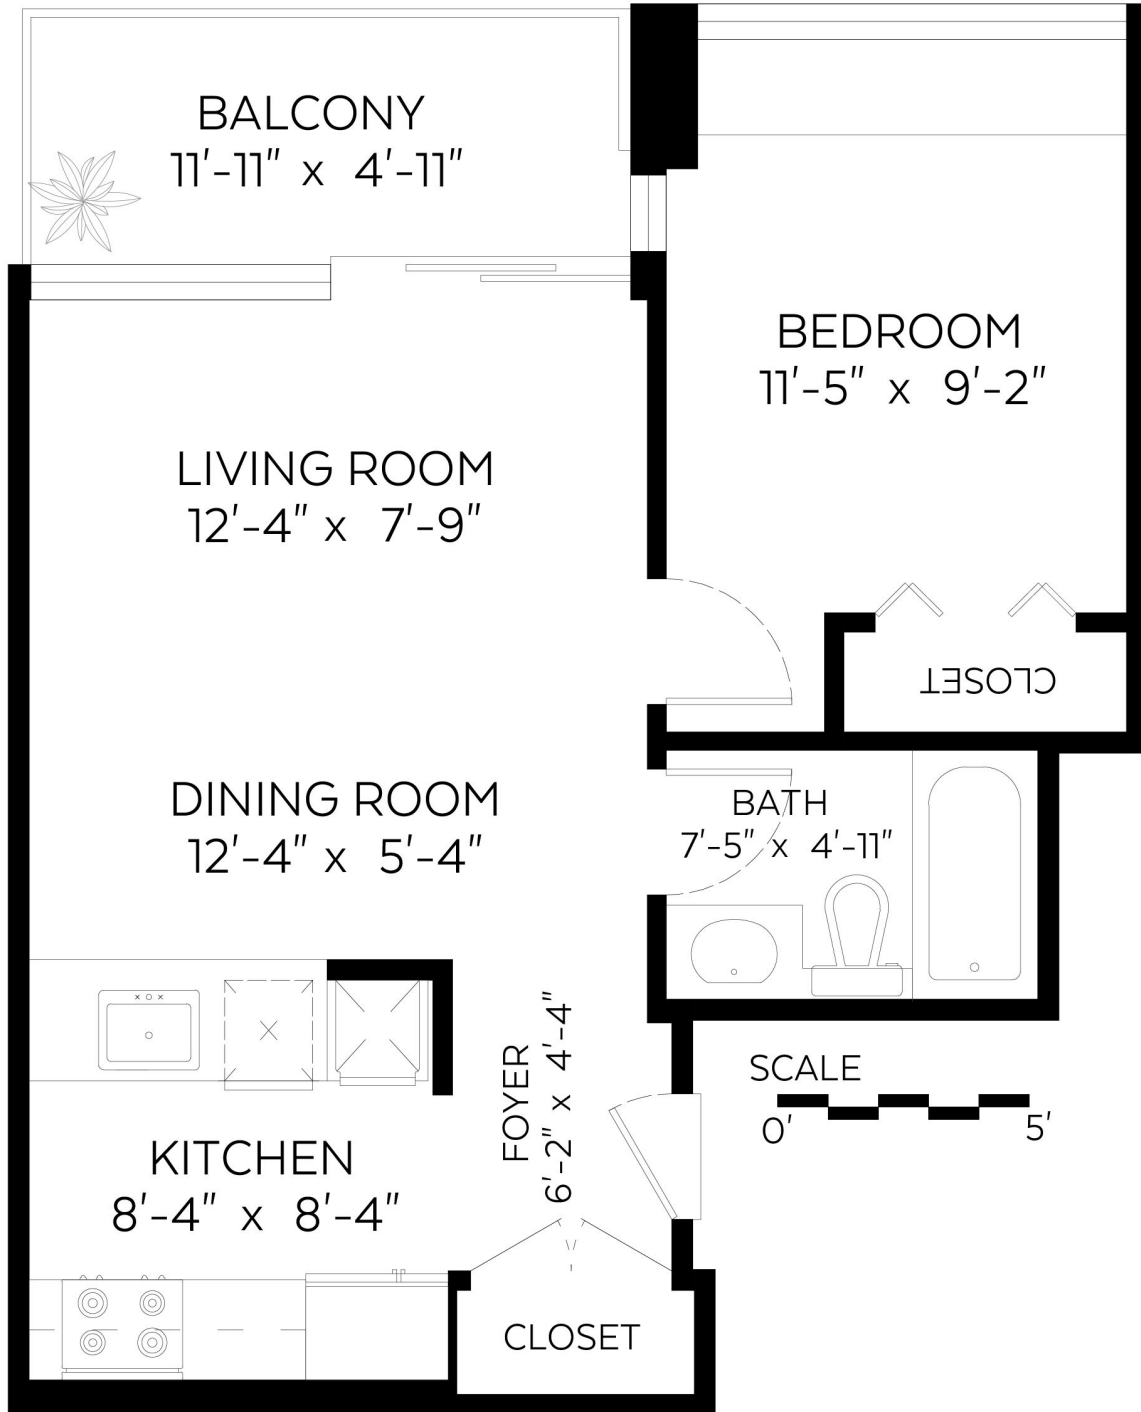 BALCONY
11'-11" x 4'-11"
BEDROOM
11'-5" x 9'-2"
LIVING ROOM
12'-4" x 7'-9"
CLOSET
DINING ROOM
12'-4" x 5'-4"
BATH
7'-5" x 4'-11"
FOYER
6'-2" x 4'-4"
SCALE
0'
5'
KITCHEN
8'-4" x 8'-4"
CLOSET